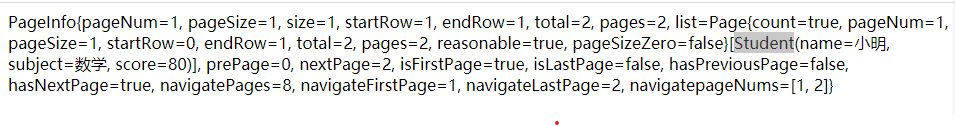 PageInfo{pageNum=1, pageSize=1, size=1, startRow=1, endRow=1, total=2, pages=2, list=Page{count=true, pageNum=1,
pageSize=1, startRow=0, endRow=1, total=2, pages=2, reasonable=true, pageSizeZero=false}[Student(name=小明,
subject=数学, score=80)], prePage=0, nextPage=2, isFirstPage=true, isLastPage=false, hasPreviousPage=false,
hasNextPage=true, navigatePages=8, navigateFirstPage=1, navigateLastPage=2, navigatepageNums=[1, 2]}